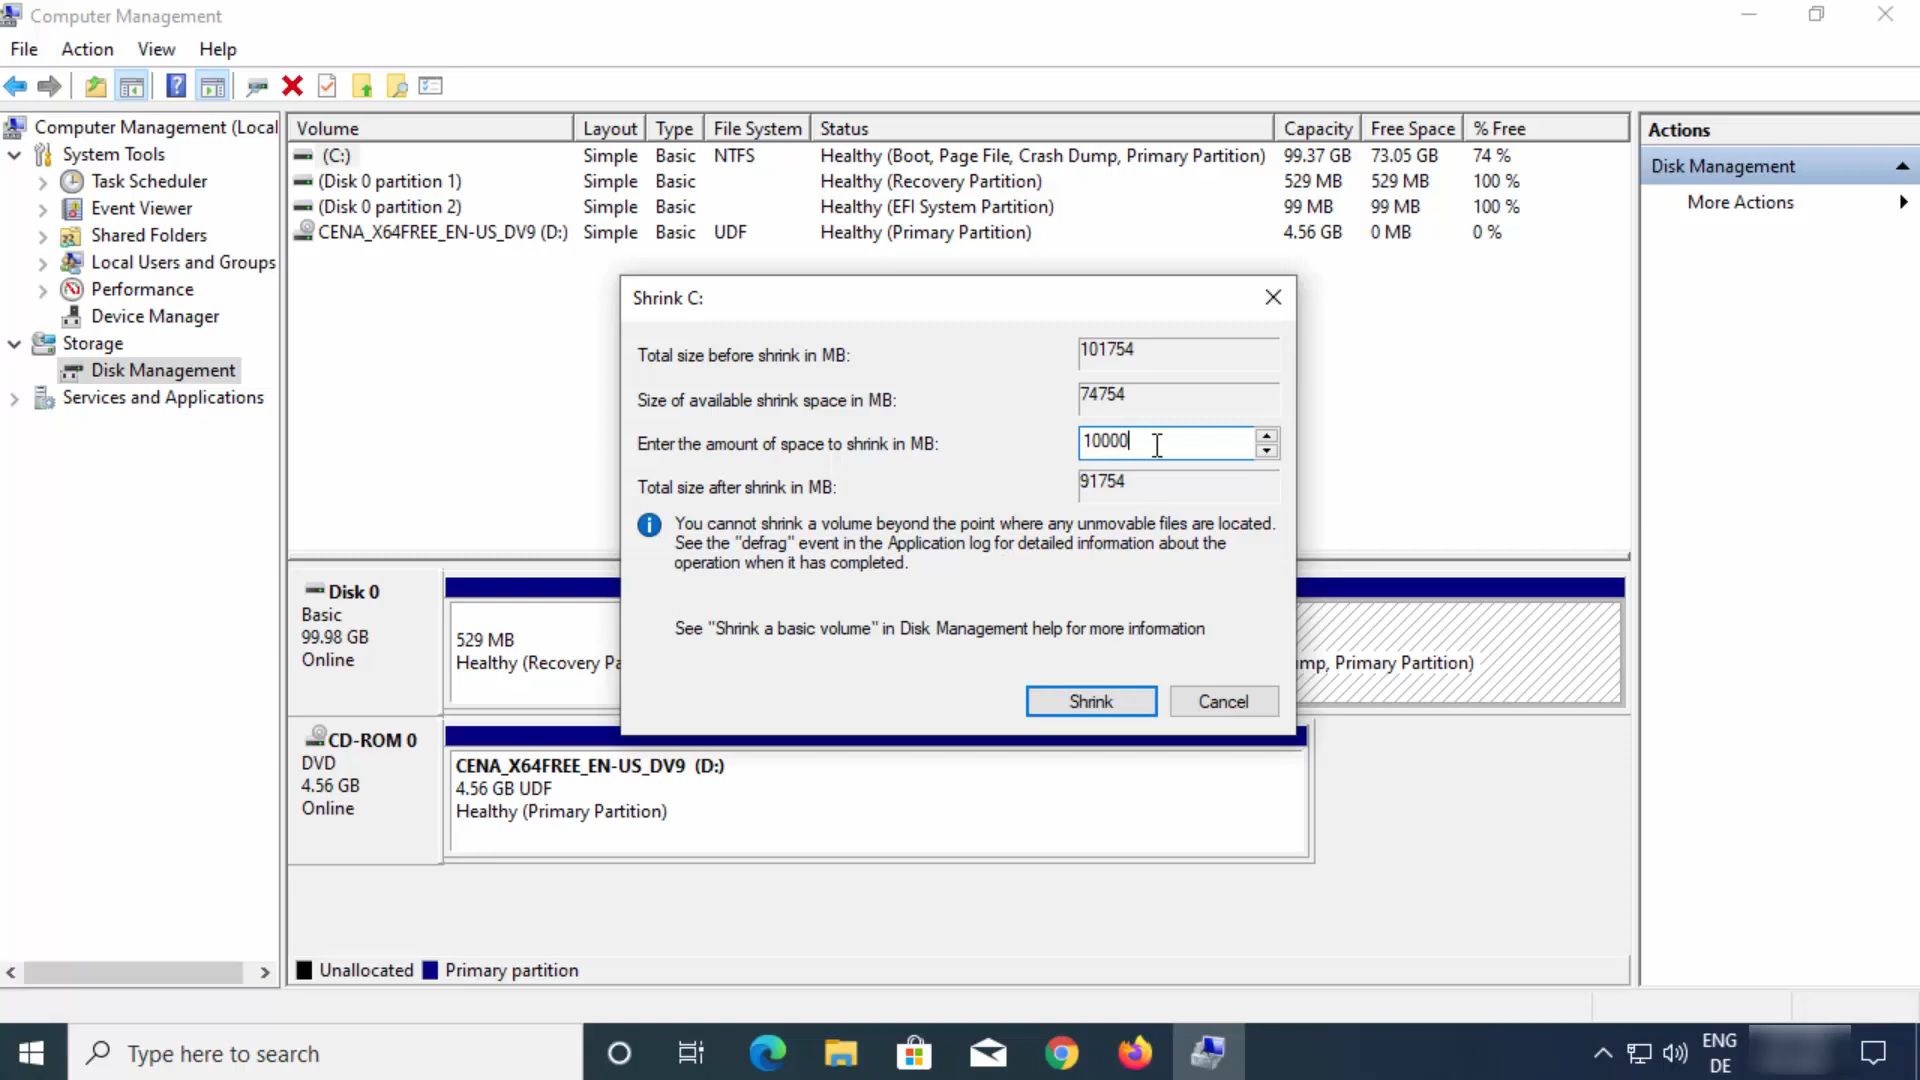 Computer Management
File Action View Help
Computer Management (Local
System Tools
Task Scheduler
Event Viewer
Shared Folders
Local Users and Groups
Performance
Device Manager
Storage
Disk Management
Services and Applications
Volume Layout Type File System Status Capacity Free Space % Free
(C:) Simple Basic NTFS Healthy (Boot, Page File, Crash Dump, Primary Partition) 99.37 GB 73.05 GB 74 %
(Disk 0 partition 1) Simple Basic Healthy (Recovery Partition) 529 MB 529 MB 100 %
(Disk 0 partition 2) Simple Basic Healthy (EFI System Partition) 99 MB 99 MB 100 %
CENA_X64FREE_EN-US_DV9 (D:) Simple Basic UDF Healthy (Primary Partition) 4.56 GB 0 MB 0 %
Actions
Disk Management
More Actions
Shrink C:
Total size before shrink in MB: 101754
Size of available shrink space in MB: 74754
Enter the amount of space to shrink in MB: 10000
Total size after shrink in MB: 91754
You cannot shrink a volume beyond the point where any unmovable files are located.
See the "defrag" event in the Application log for detailed information about the
operation when it has completed.
See "Shrink a basic volume" in Disk Management help for more information
Shrink Cancel
Disk 0
Basic
99.98 GB
Online
529 MB
Healthy (Recovery Pa
mp, Primary Partition)
CD-ROM 0
DVD
4.56 GB
Online
CENA_X64FREE_EN-US_DV9 (D:)
4.56 GB UDF
Healthy (Primary Partition)
Unallocated Primary partition
Type here to search
ENG
DE